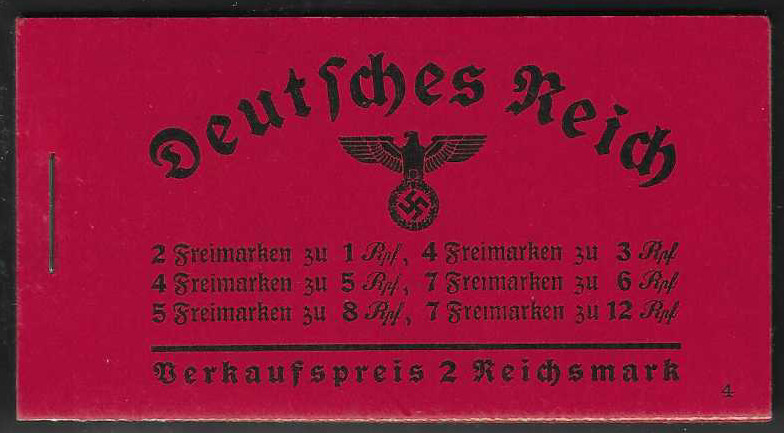 Deutsches Reich
2 Freimarken zu 1 Rpf, 4 Freimarken zu 3 Rpf
4 Freimarken zu 5 Rpf, 7 Freimarken zu 6 Rpf
5 Freimarken zu 8 Rpf, 7 Freimarken zu 12 Rpf
Verkaufspreis 2 Reichsmark
4